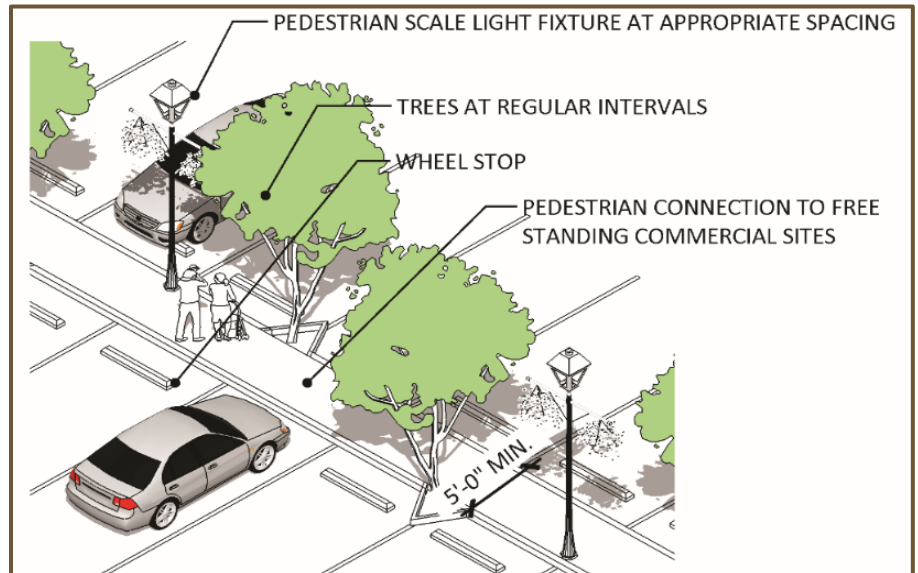 PEDESTRIAN SCALE LIGHT FIXTURE AT APPROPRIATE SPACING
TREES AT REGULAR INTERVALS
WHEEL STOP
PEDESTRIAN CONNECTION TO FREE
STANDING COMMERCIAL SITES
5'-0" MIN.